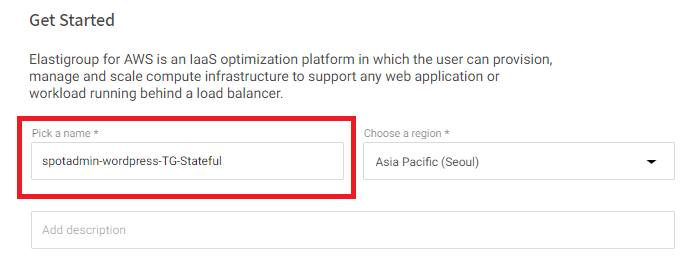 Get Started
Elastigroup for AWS is an IaaS optimization platform in which the user can provision,
manage and scale compute infrastructure to support any web application or
workload running behind a load balancer.
Pick a name *
Choose a region *
spotadmin-wordpress-TG-Stateful
Asia Pacific (Seoul)
Add description